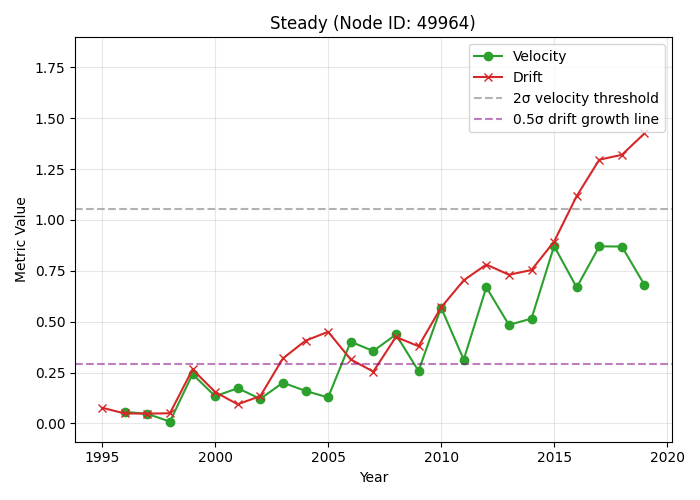 Steady (Node ID: 49964)
Velocity
Drift
2σ velocity threshold
0.5σ drift growth line
Metric Value
1.75
1.50
1.25
1.00
0.75
0.50
0.25
0.00
1995 2000 2005 2010 2015 2020
Year